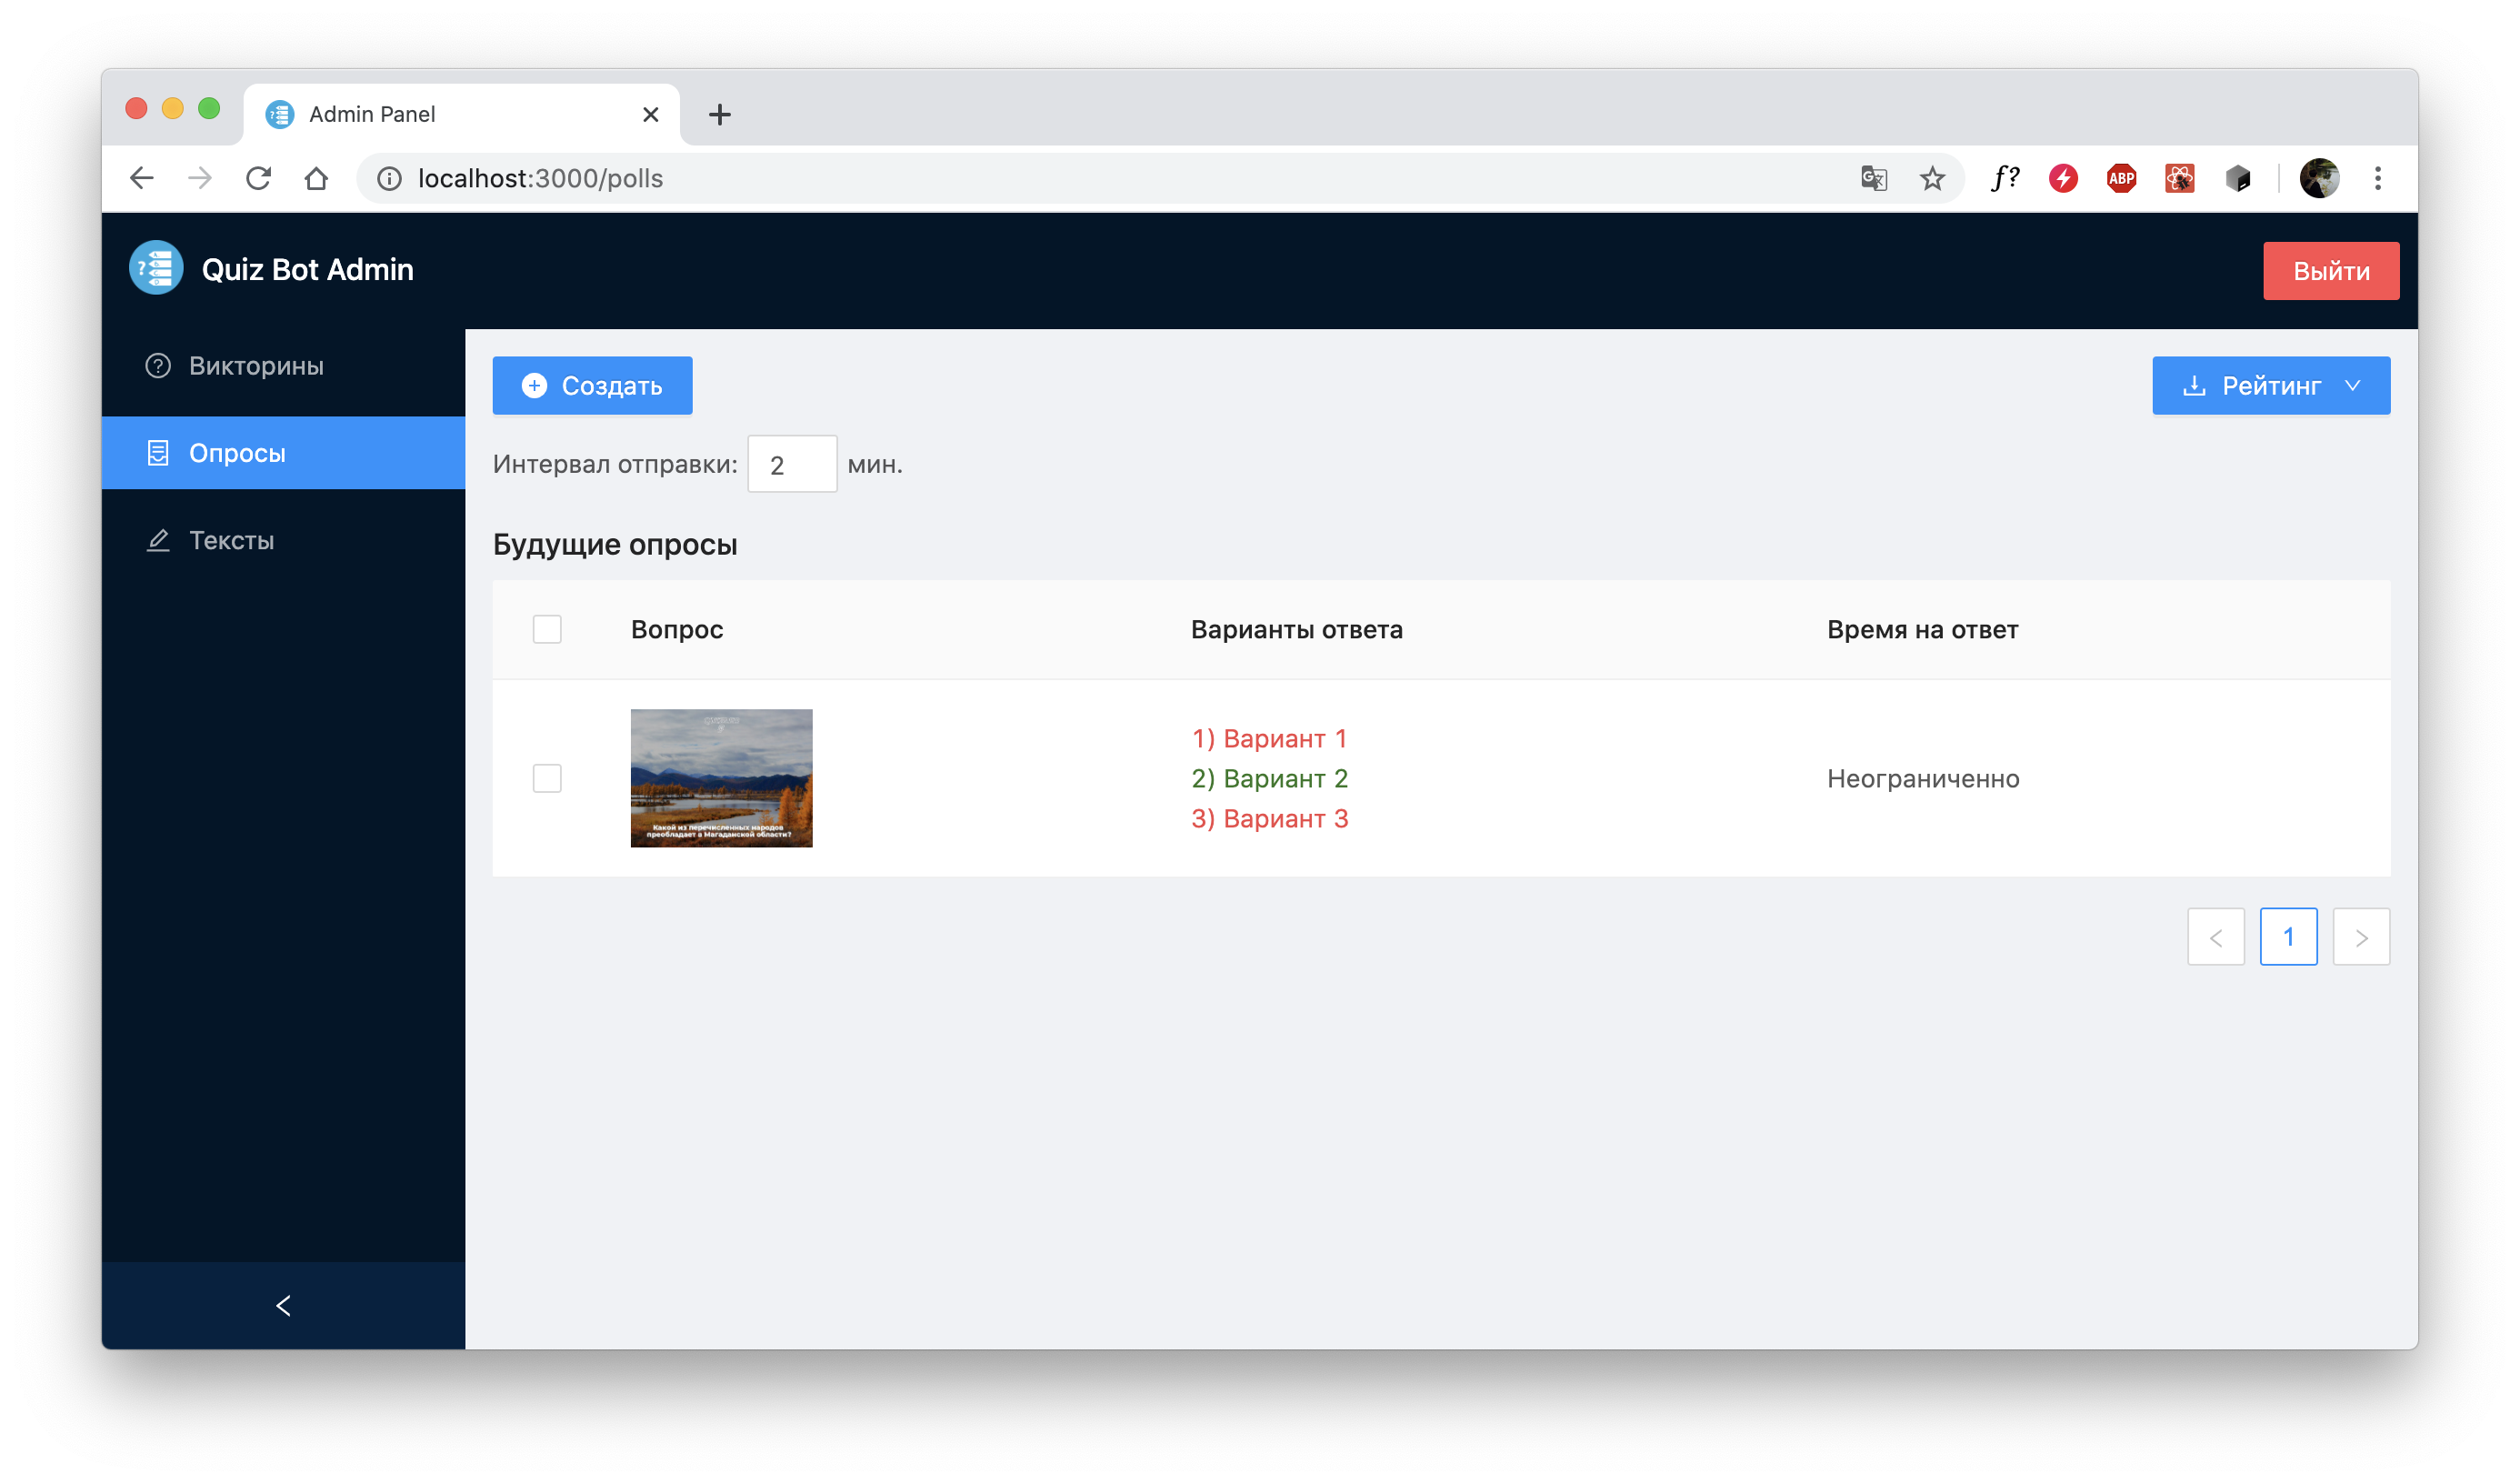 Admin Panel
localhost:3000/polls
ABP
Quiz Bot Admin
Выйти
Викторины
Опросы
Тексты
Создать
Рейтинг
Интервал отправки: 2 мин.
Будущие опросы
Вопрос Варианты ответа Время на ответ
Какой из перечисленных народов
преобладает в Магаданской области?
1) Вариант 1
2) Вариант 2
3) Вариант 3
Неограниченно
1